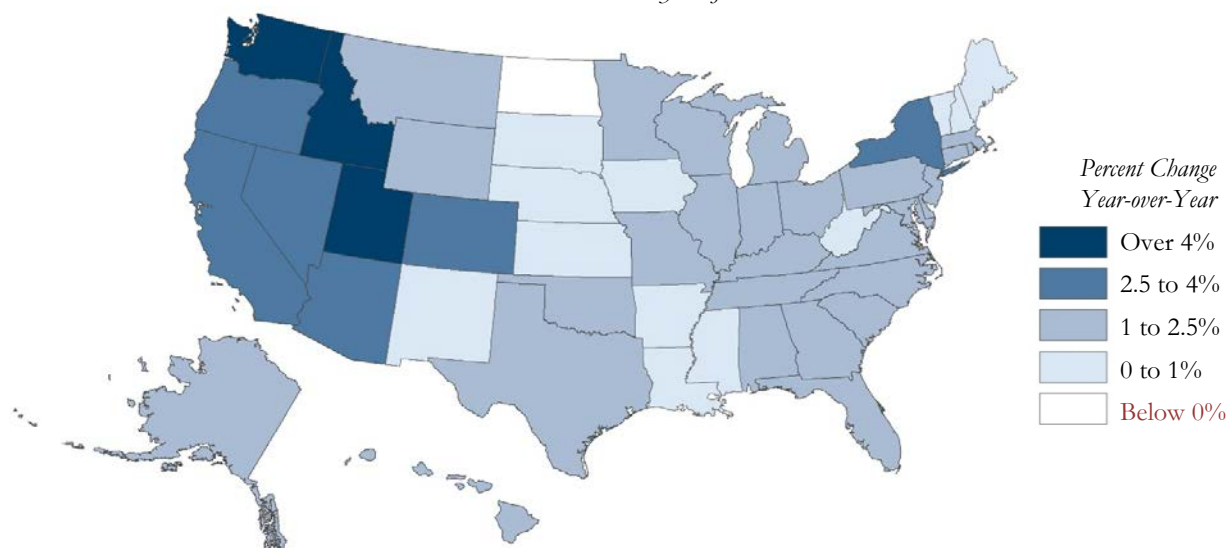 Percent Change
Year-over-Year
Over 4%
2.5 to 4%
1 to 2.5%
0 to 1%
Below 0%